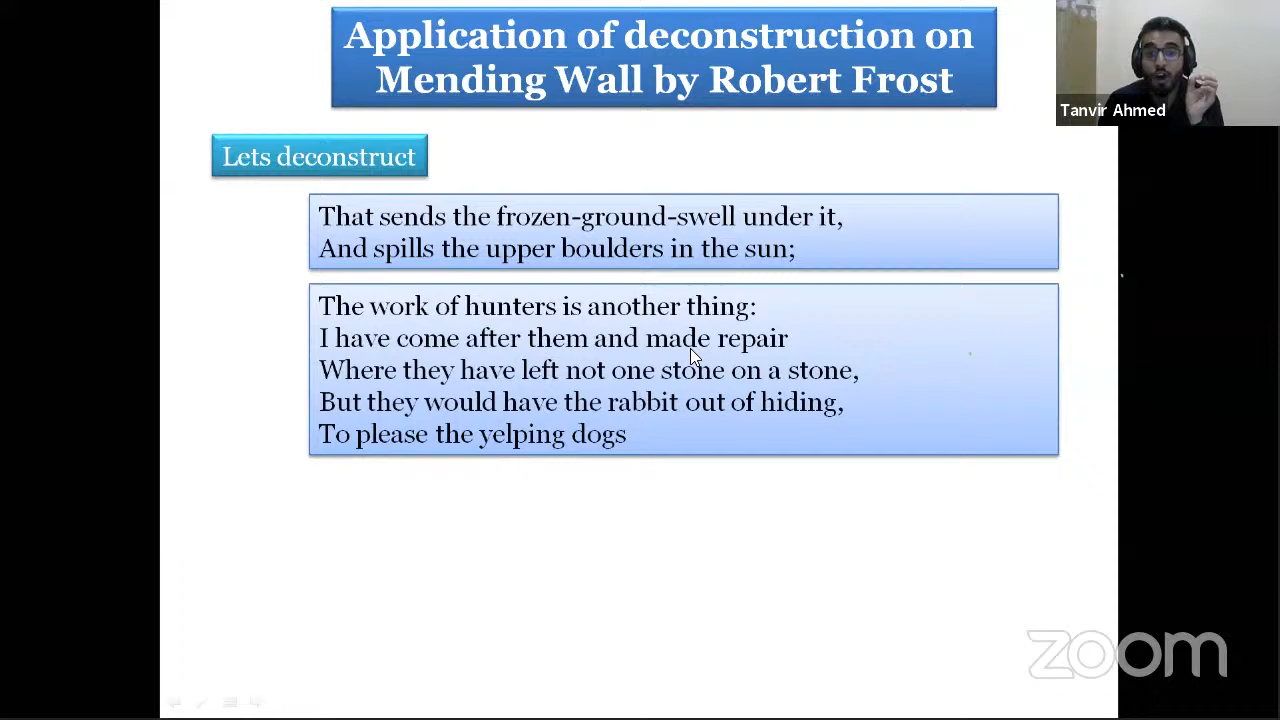 Application of deconstruction on
Mending Wall by Robert Frost
Tanvir Ahmed
Lets deconstruct
That sends the frozen-ground-swell under it,
And spills the upper boulders in the sun;
The work of hunters is another thing:
I have come after them and made repair
Where they have left not one stone on a stone,
But they would have the rabbit out of hiding,
To please the yelping dogs
zoom